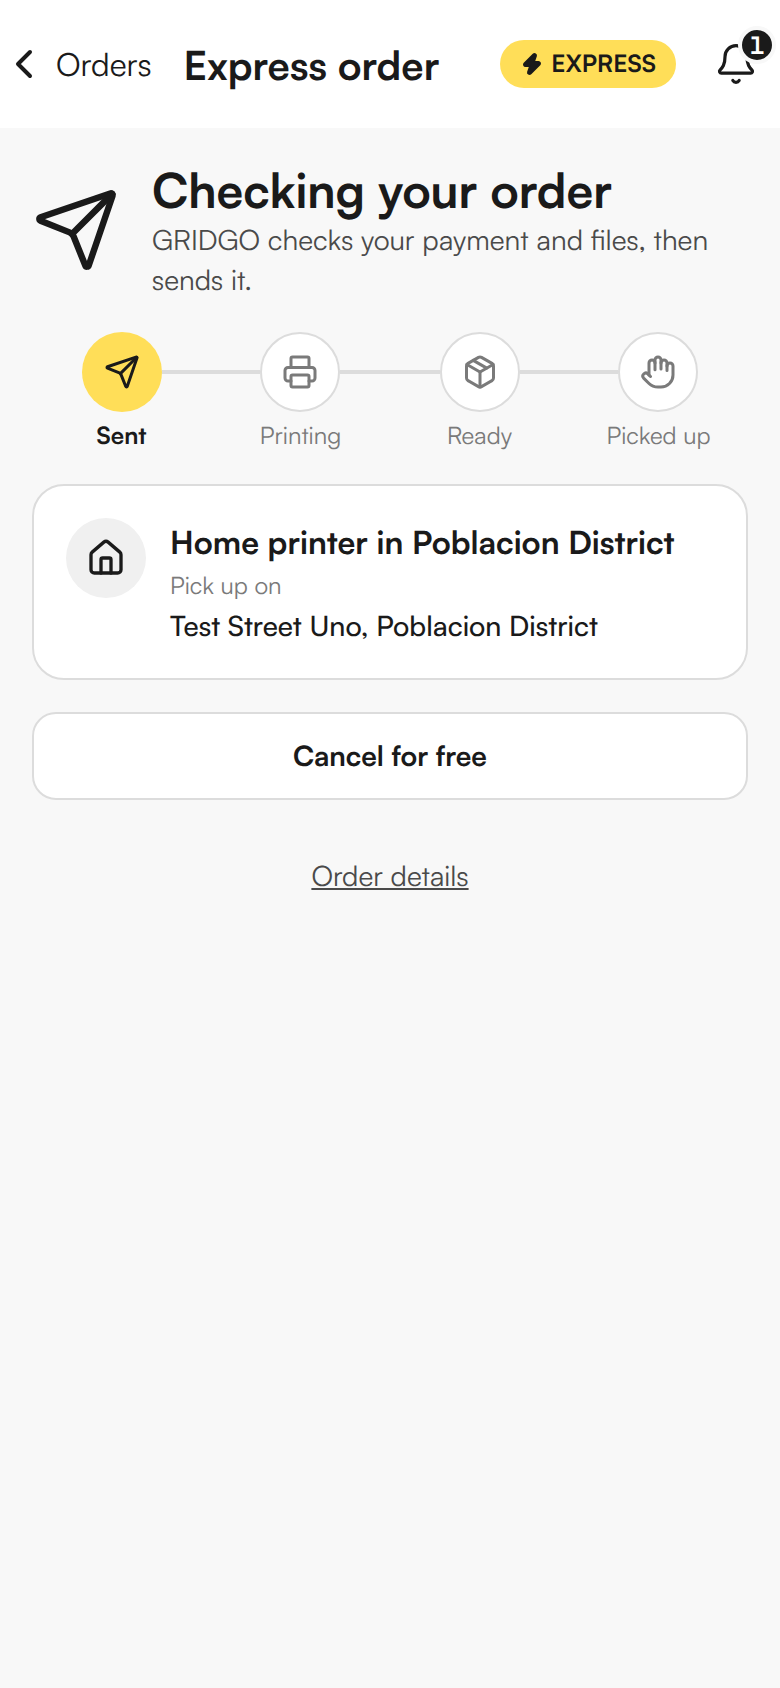 Orders
Express order
EXPRESS
1
Checking your order
GRIDGO checks your payment and files, then
sends it.
Sent
Printing
Ready
Picked up
Home printer in Poblacion District
Pick up on
Test Street Uno, Poblacion District
Cancel for free
Order details